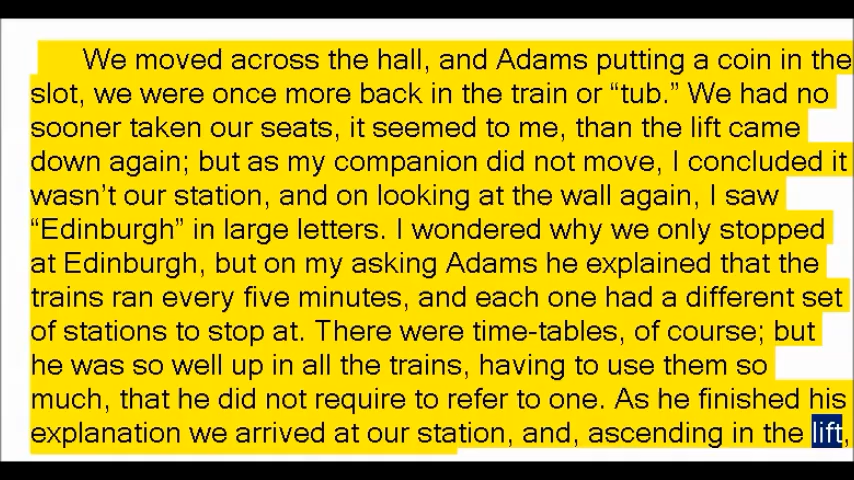 We moved across the hall, and Adams putting a coin in the
slot, we were once more back in the train or “tub.” We had no
sooner taken our seats, it seemed to me, than the lift came
down again; but as my companion did not move, I concluded it
wasn’t our station, and on looking at the wall again, I saw
“Edinburgh” in large letters. I wondered why we only stopped
at Edinburgh, but on my asking Adams he explained that the
trains ran every five minutes, and each one had a different set
of stations to stop at. There were time-tables, of course; but
he was so well up in all the trains, having to use them so
much, that he did not require to refer to one. As he finished his
explanation we arrived at our station, and, ascending in the lift,